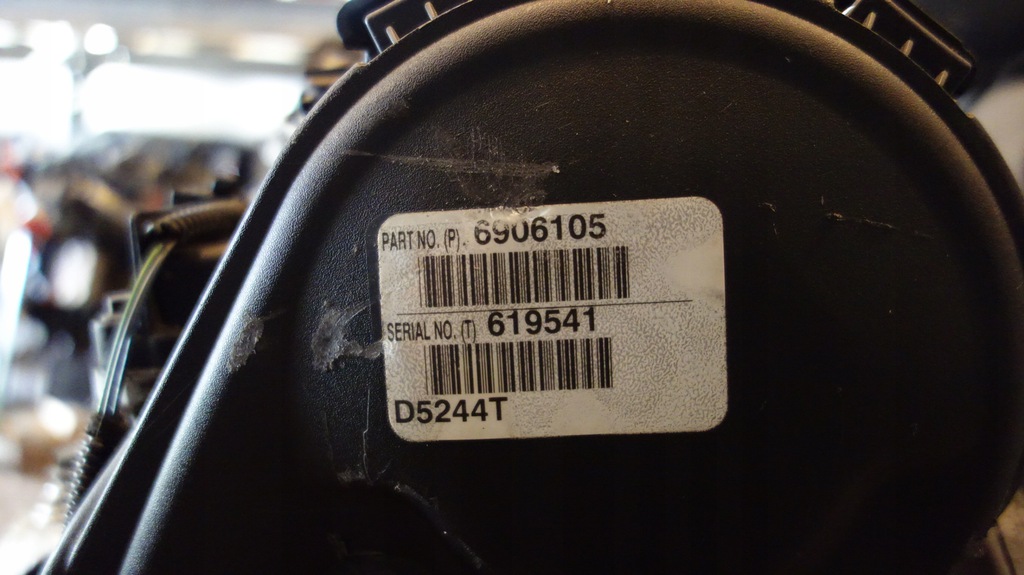 PART NO. (P). 6906105
SERIAL NO. (T) 619541
D5244T